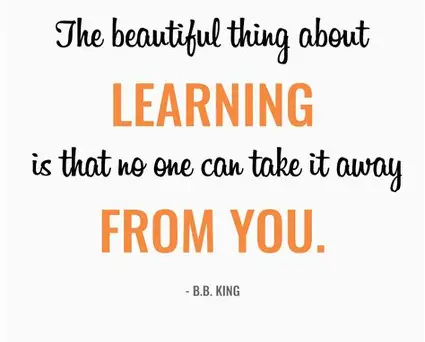 The beautiful thing about
LEARNING
is that no one can take it away
FROM YOU.
- B.B. KING